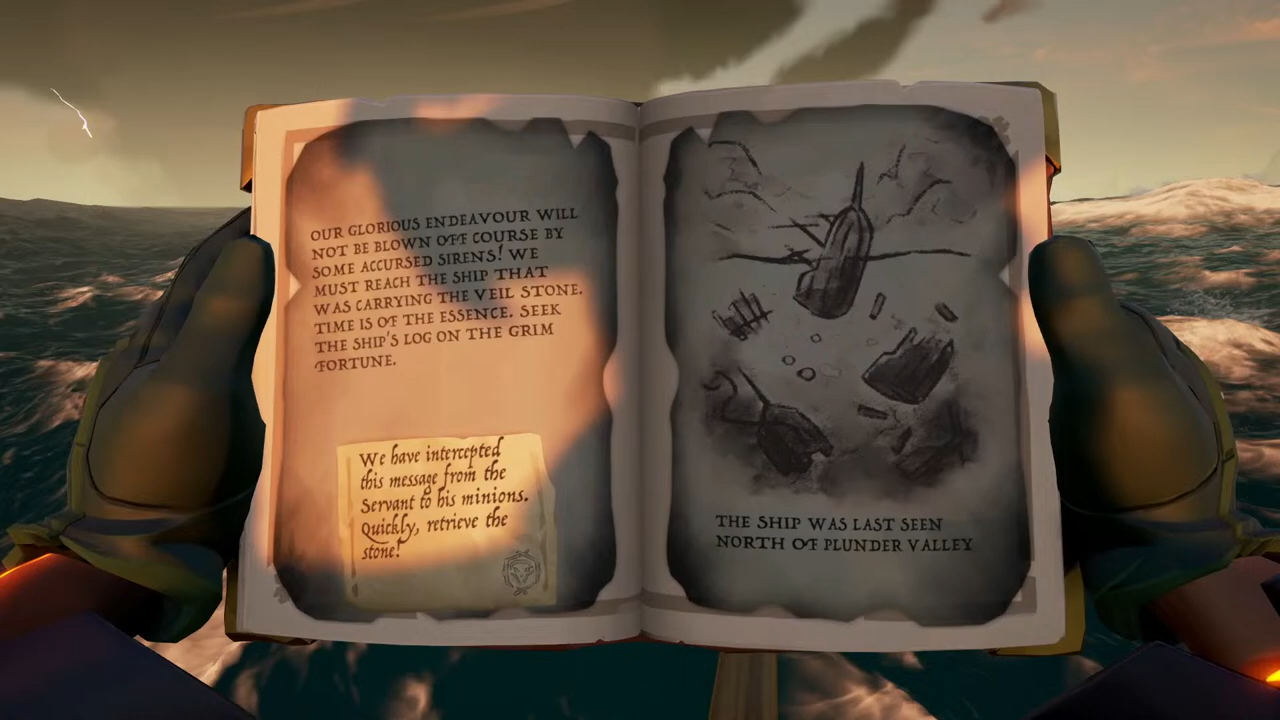 OUR GLORIOUS ENDEAVOUR WILL
NOT BE BLOWN OFF COURSE BY
SOME ACCURSED SIRENS! WE
MUST REACH THE SHIP THAT
WAS CARRYING THE VEIL STONE.
TIME IS OF THE ESSENCE. SEEK
THE SHIP'S LOG ON THE GRIM
FORTUNE.
We have intercepted
this message from the
Servant to his minions.
Quickly, retrieve the
stone!
THE SHIP WAS LAST SEEN
NORTH OF PLUNDER VALLEY